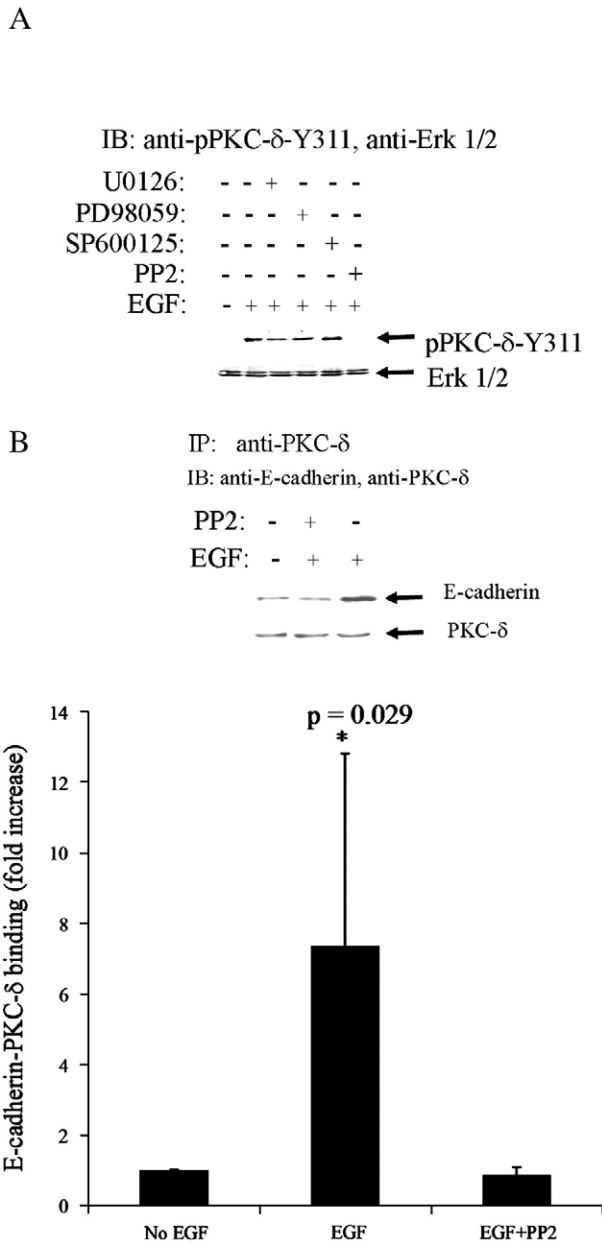 A
IB: anti-pPKC-δ-Y311, anti-Erk 1/2
U0126: - - + - - -
PD98059: - - - + - -
SP600125: - - - - + -
PP2: - - - - - +
EGF: - + + + + +
pPKC-δ-Y311
Erk 1/2
B
IP: anti-PKC-δ
IB: anti-E-cadherin, anti-PKC-δ
PP2: - + -
EGF: - + +
E-cadherin
PKC-δ
E-cadherin-PKC-δ binding (fold increase)
14
12
10
8
6
4
2
0
p = 0.029
*
No EGF
EGF
EGF+PP2